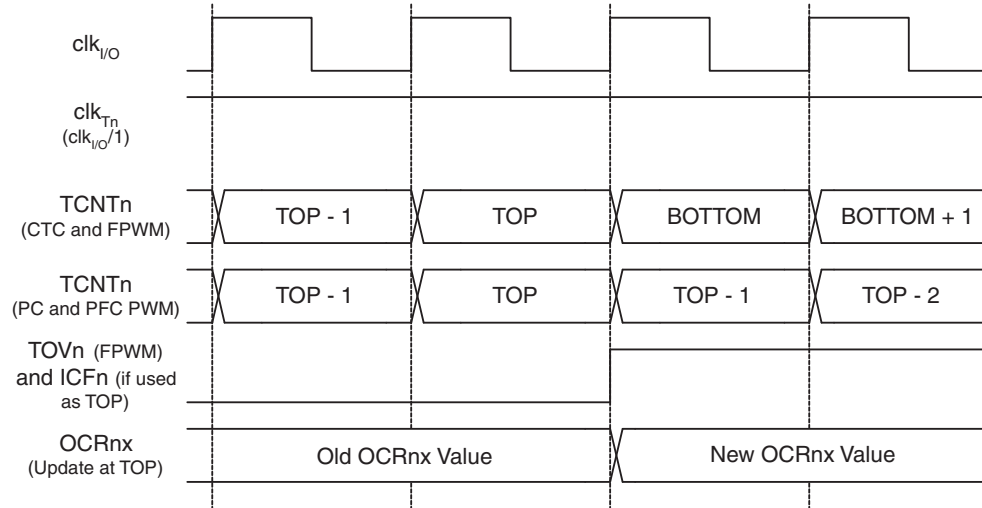 clkI/O
clkTn
(clkI/O/1)
TCNTn
(CTC and FPWM)
TOP - 1
TOP
BOTTOM
BOTTOM + 1
TCNTn
(PC and PFC PWM)
TOP - 1
TOP
TOP - 1
TOP - 2
TOVn (FPWM)
and ICFn (if used
as TOP)
OCRnx
(Update at TOP)
Old OCRnx Value
New OCRnx Value